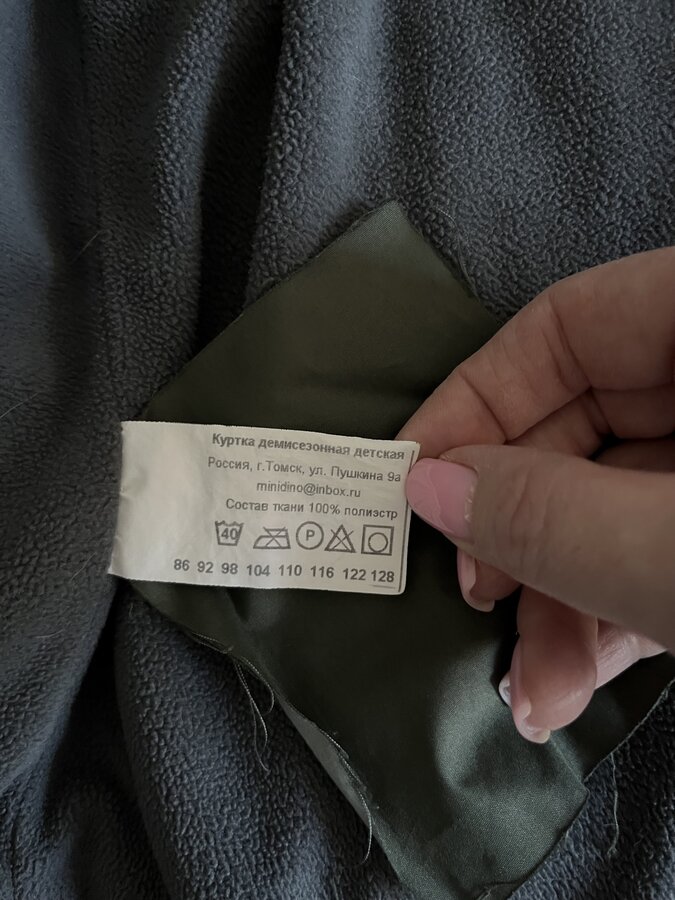 Куртка демисезонная детская
Россия, г.Томск, ул. Пушкина 9а
minidino@inbox.ru
Состав ткани 100% полиэстр
40 P
86 92 98 104 110 116 122 128